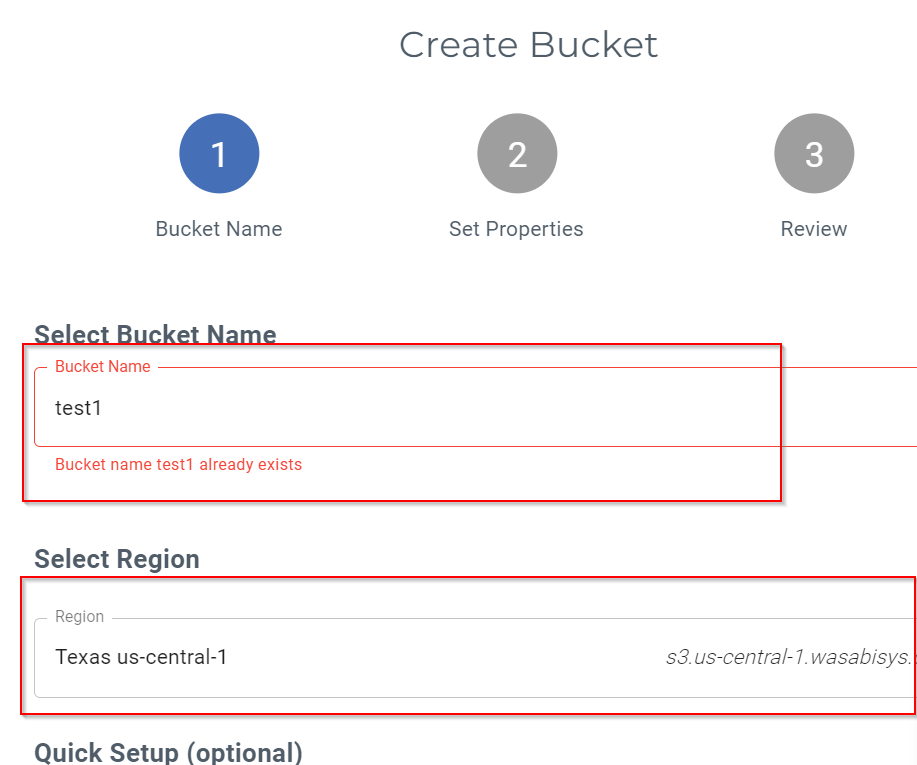 Create Bucket
1
2
3
Bucket Name
Set Properties
Review
Select Bucket Name
Bucket Name
test1
Bucket name test1 already exists
Select Region
Region
Texas us-central-1
s3.us-central-1.wasabisys.
Quick Setup (optional)